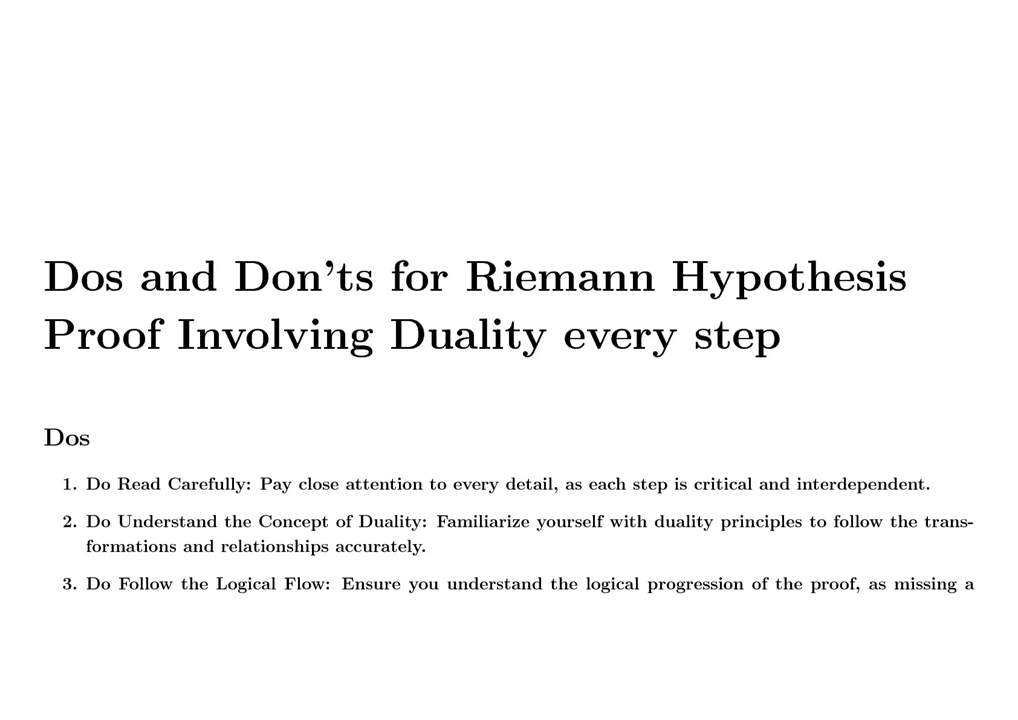 Dos and Don'ts for Riemann Hypothesis
Proof Involving Duality every step
Dos
1. Do Read Carefully: Pay close attention to every detail, as each step is critical and interdependent.
2. Do Understand the Concept of Duality: Familiarize yourself with duality principles to follow the trans-
formations and relationships accurately.
3. Do Follow the Logical Flow: Ensure you understand the logical progression of the proof, as missing a